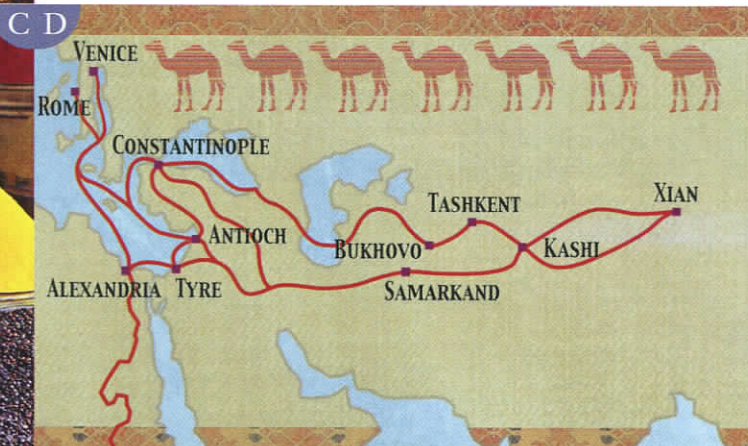 C D
VENICE
ROME
CONSTANTINOPLE
TASHKENT
XIAN
ANTIOCH
BUKHOVO
KASHI
ALEXANDRIA
TYRE
SAMARKAND